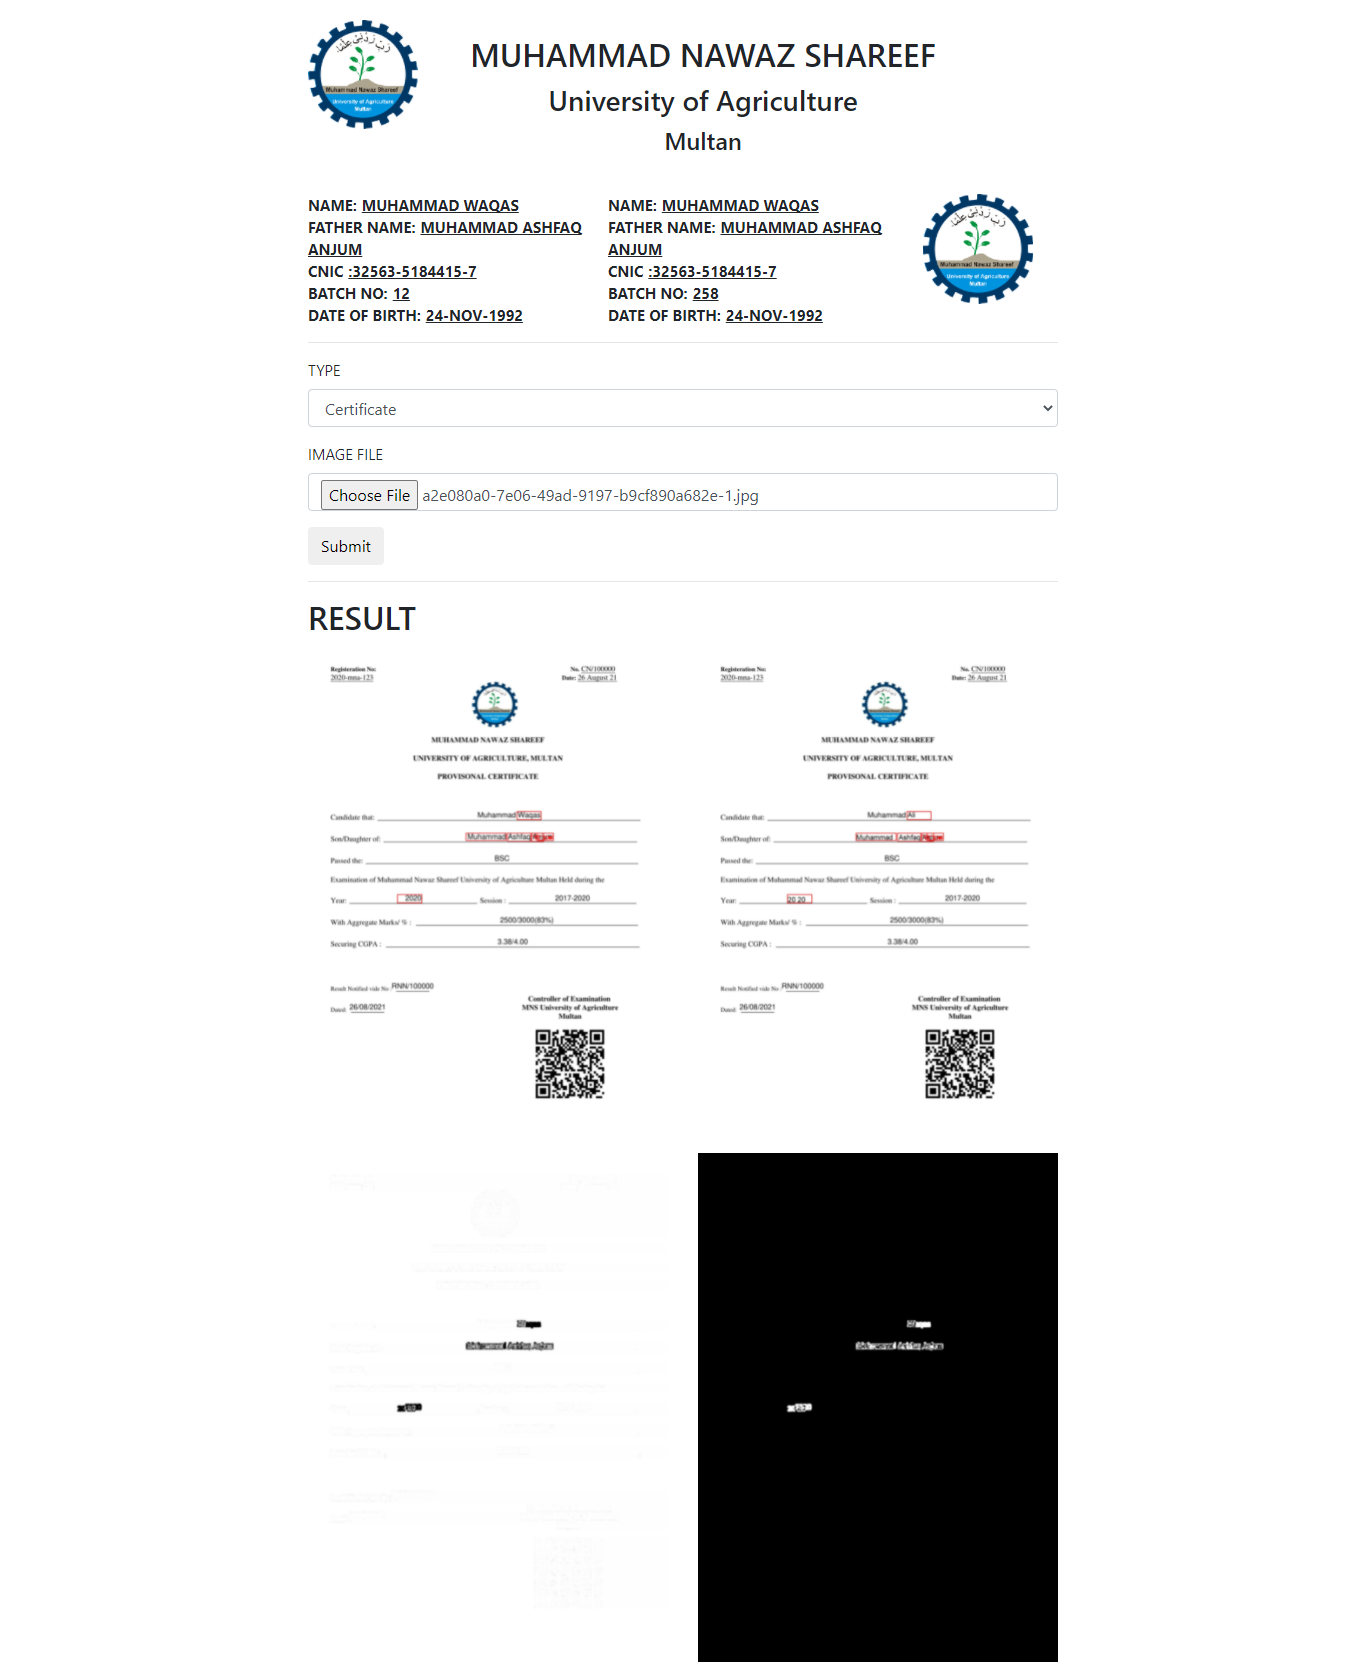 MUHAMMAD NAWAZ SHAREEF
University of Agriculture
Multan
NAME: MUHAMMAD WAQAS
FATHER NAME: MUHAMMAD ASHFAQ
ANJUM
CNIC :32563-5184415-7
BATCH NO: 12
DATE OF BIRTH: 24-NOV-1992
NAME: MUHAMMAD WAQAS
FATHER NAME: MUHAMMAD ASHFAQ
ANJUM
CNIC :32563-5184415-7
BATCH NO: 258
DATE OF BIRTH: 24-NOV-1992
Muhammad Nawaz Shareef
University of Agriculture
Multan
TYPE
Certificate
IMAGE FILE
Choose File a2e080a0-7e06-49ad-9197-b9cf890a682e-1.jpg
Submit
RESULT
Registeration No:
2020-mna-123
No. CN/100000
Date: 26 August 21
MUHAMMAD NAWAZ SHAREEF
UNIVERSITY OF AGRICULTURE, MULTAN
PROVISONAL CERTIFICATE
Candidate that: Muhammad Waqas
Son/Daughter of: Muhammad Ashfaq
Passed the: BSC
Examination of Muhammad Nawaz Shareef University of Agriculture Multan Held during the
Year: 2020 Session : 2017-2020
With Aggregate Marks/ % : 2500/3000(83%)
Securing CGPA : 3.38/4.00
Result Notified vide No RNN/100000
Dated: 26/08/2021
Controller of Examination
MNS University of Agriculture
Multan
Registeration No:
2020-mna-123
No. CN/100000
Date: 26 August 21
MUHAMMAD NAWAZ SHAREEF
UNIVERSITY OF AGRICULTURE, MULTAN
PROVISONAL CERTIFICATE
Candidate that: Muhammad Ali
Son/Daughter of: Muhammad Ashfaq
Passed the: BSC
Examination of Muhammad Nawaz Shareef University of Agriculture Multan Held during the
Year: 20 20 Session : 2017-2020
With Aggregate Marks/ % : 2500/3000(83%)
Securing CGPA : 3.38/4.00
Result Notified vide No RNN/100000
Dated: 26/08/2021
Controller of Examination
MNS University of Agriculture
Multan